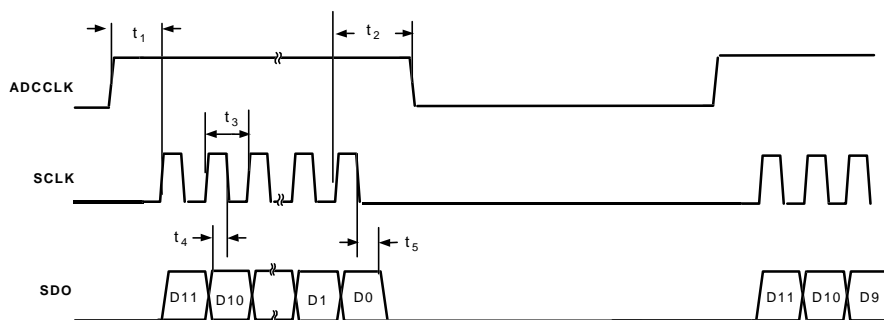 t1
t2
ADCCLK
t3
SCLK
t4
t5
SDO
D11
D10
D1
D0
D11
D10
D9